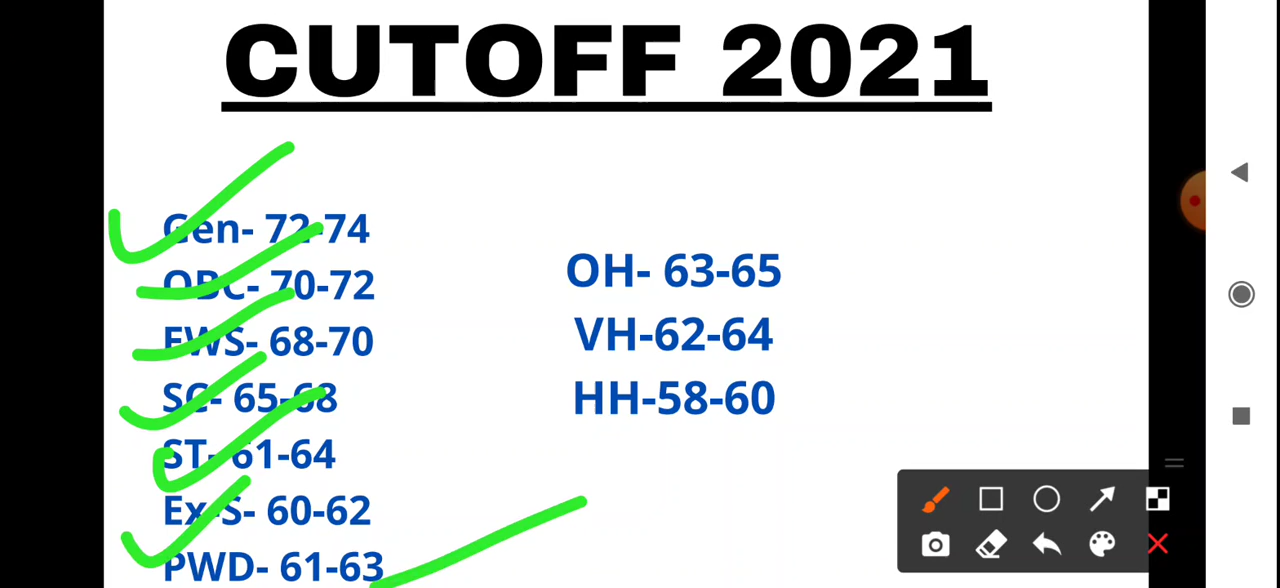 CUTOFF 2021
Gen- 72-74
OBC- 70-72
EWS- 68-70
SC- 65-68
ST- 61-64
Ex-S- 60-62
PWD- 61-63
OH- 63-65
VH-62-64
HH-58-60